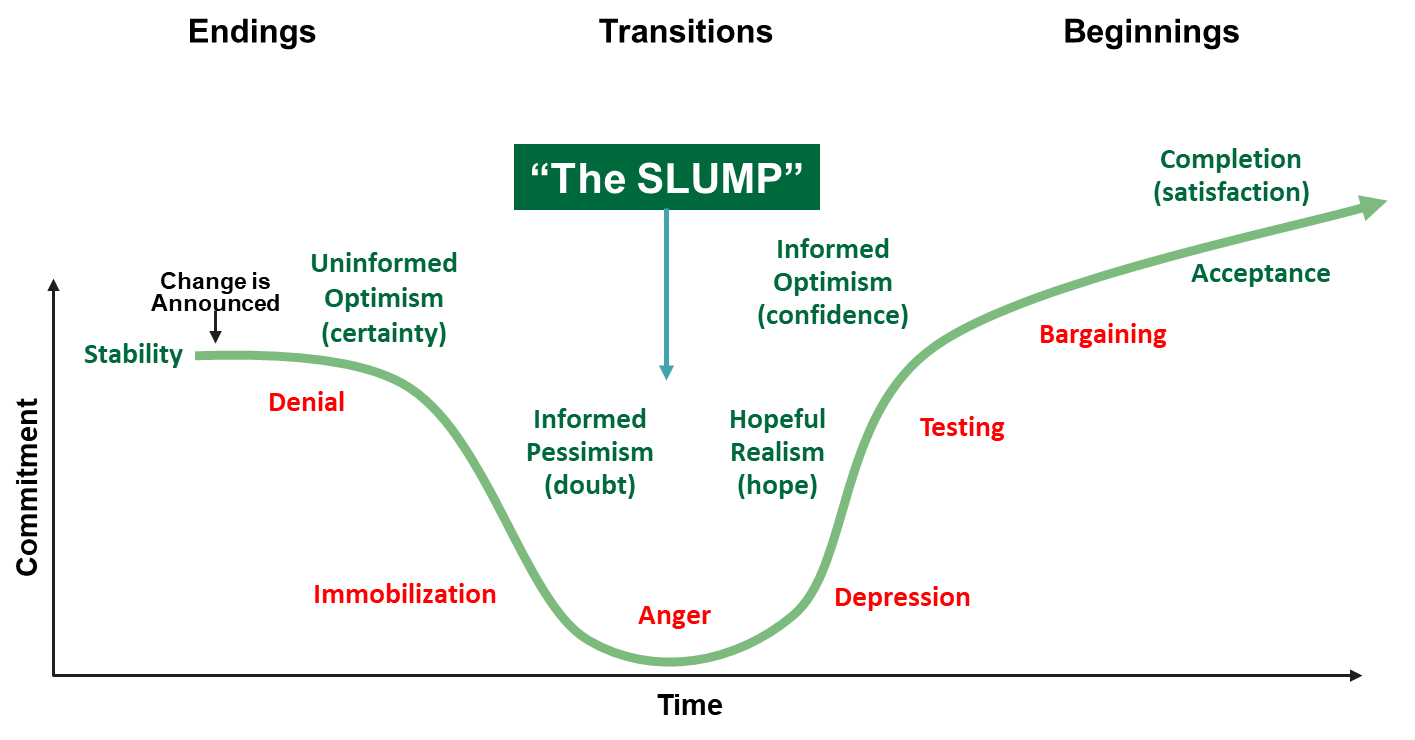 Endings
Transitions
Beginnings
“The SLUMP”
Completion
(satisfaction)
Informed
Optimism
(confidence)
Uninformed
Optimism
(certainty)
Change is
Announced
Acceptance
Bargaining
Stability
Denial
Informed
Pessimism
(doubt)
Hopeful
Realism
(hope)
Testing
Commitment
Immobilization
Anger
Depression
Time